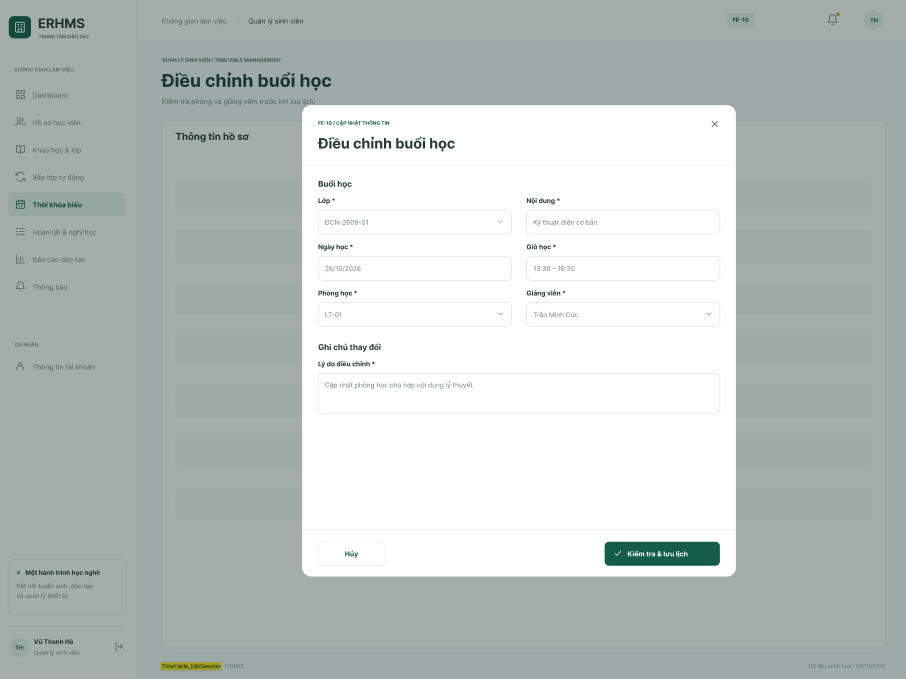 ERHMS
TRUNG TÂM ĐÀO TẠO
KHÔNG GIAN LÀM VIỆC
Dashboard
Hồ sơ học viên
Khóa học & lớp
Xếp lớp tự động
Thời khóa biểu
Hoàn tất & nghỉ học
Báo cáo đào tạo
Thông báo
CÁ NHÂN
Thông tin tài khoản
Một hành trình học nghề
Kết nối tuyển sinh, đào tạo
và quản lý thiết bị.
TH
Vũ Thanh Hà
Quản lý sinh viên
Không gian làm việc / Quản lý sinh viên
FE-10
TH
QUẢN LÝ SINH VIÊN / TIMETABLE MANAGEMENT
Điều chỉnh buổi học
Kiểm tra phòng và giảng viên trước khi lưu lịch.
Thông tin hồ sơ
FE-10 / CẬP NHẬT THÔNG TIN
Điều chỉnh buổi học
Buổi học
Lớp *
Nội dung *
ĐCN-2609-01
Kỹ thuật điện cơ bản
Ngày học *
Giờ học *
26/10/2026
13:30 – 16:30
Phòng học *
Giảng viên *
LT-01
Trần Minh Đức
Ghi chú thay đổi
Lý do điều chỉnh *
Cập nhật phòng học phù hợp nội dung lý thuyết.
Hủy
Kiểm tra & lưu lịch
TimeTable_EditSession
ERHMS
Dữ liệu minh họa · 24/10/2026